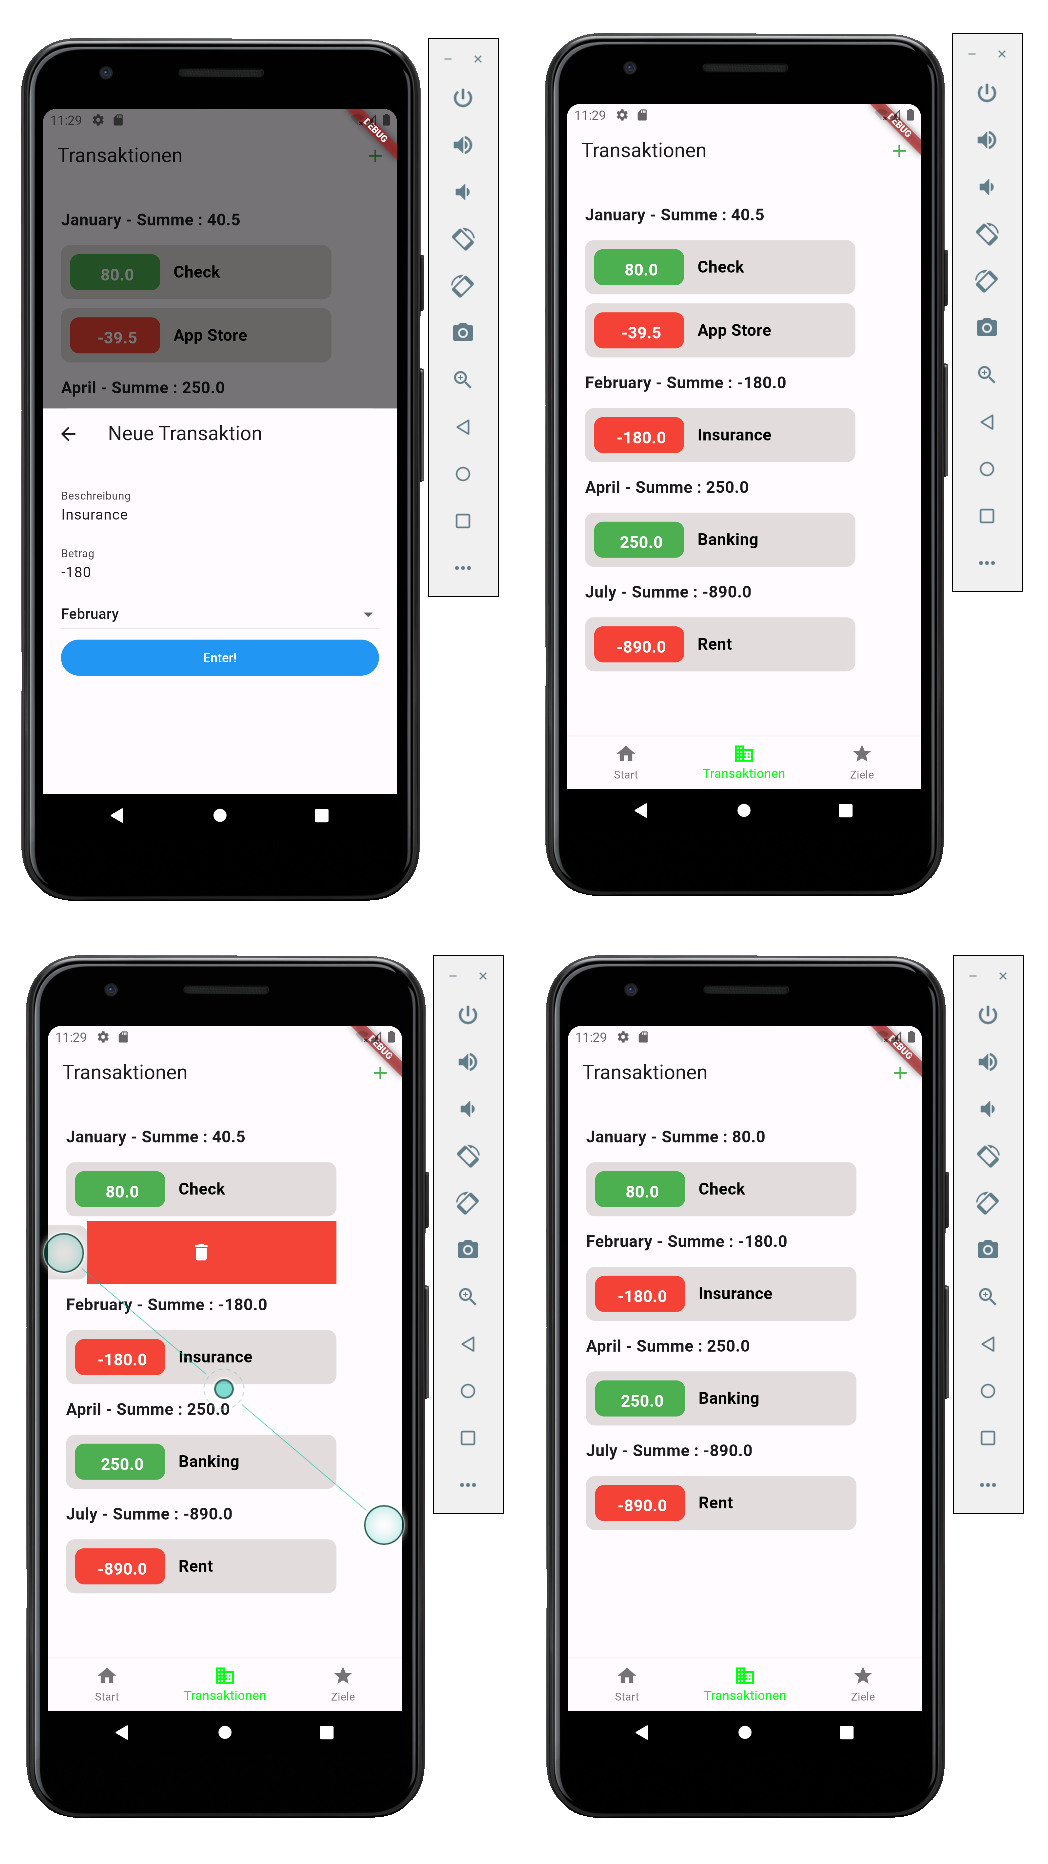 11:29
DEBUG
Transaktionen
+
January - Summe : 40.5
80.0 Check
-39.5 App Store
April - Summe : 250.0
Neue Transaktion
Beschreibung
Insurance
Betrag
-180
February
Enter!
11:29
DEBUG
Transaktionen
+
January - Summe : 40.5
80.0 Check
-39.5 App Store
February - Summe : -180.0
-180.0 Insurance
April - Summe : 250.0
250.0 Banking
July - Summe : -890.0
-890.0 Rent
Start Transaktionen Ziele
11:29
DEBUG
Transaktionen
+
January - Summe : 40.5
80.0 Check
February - Summe : -180.0
-180.0 Insurance
April - Summe : 250.0
250.0 Banking
July - Summe : -890.0
-890.0 Rent
Start Transaktionen Ziele
11:29
DEBUG
Transaktionen
+
January - Summe : 80.0
80.0 Check
February - Summe : -180.0
-180.0 Insurance
April - Summe : 250.0
250.0 Banking
July - Summe : -890.0
-890.0 Rent
Start Transaktionen Ziele